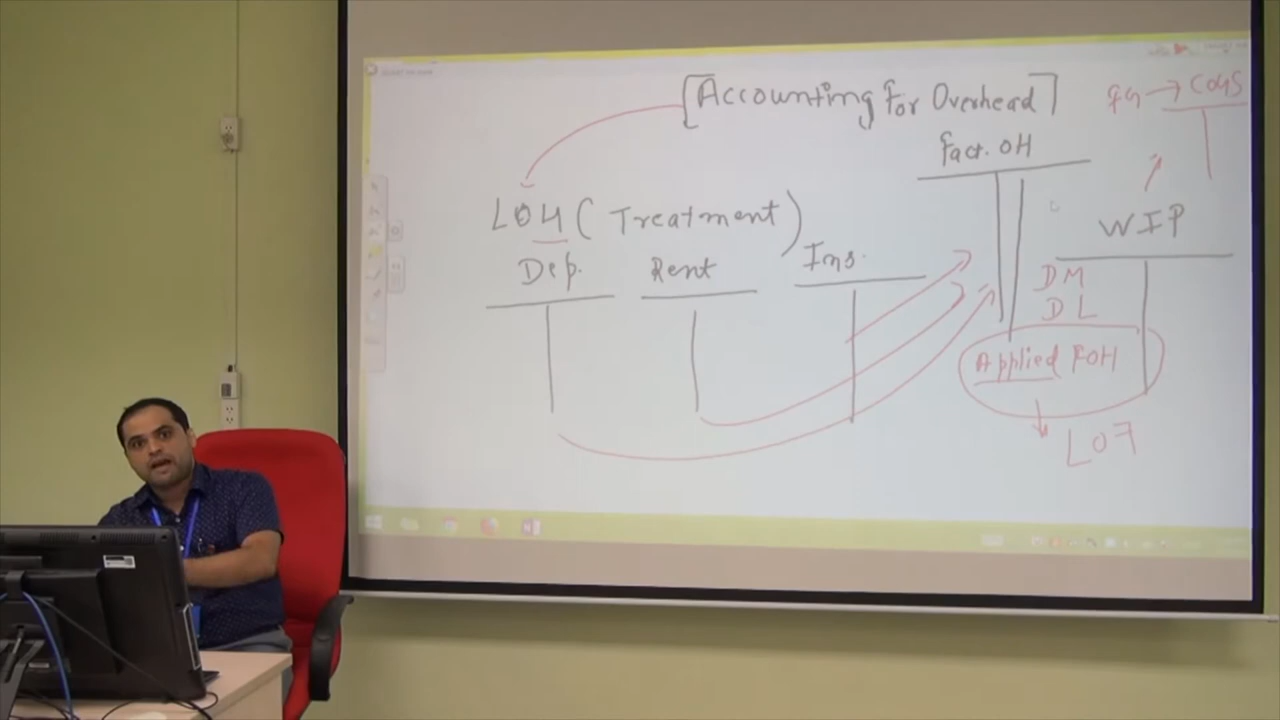 [Accounting For Overhead]
FG → COGS
Fact. OH
LO4 (Treatment)
WIP
Dep.
Rent
Ins.
DM
DL
Applied FOH
LO7